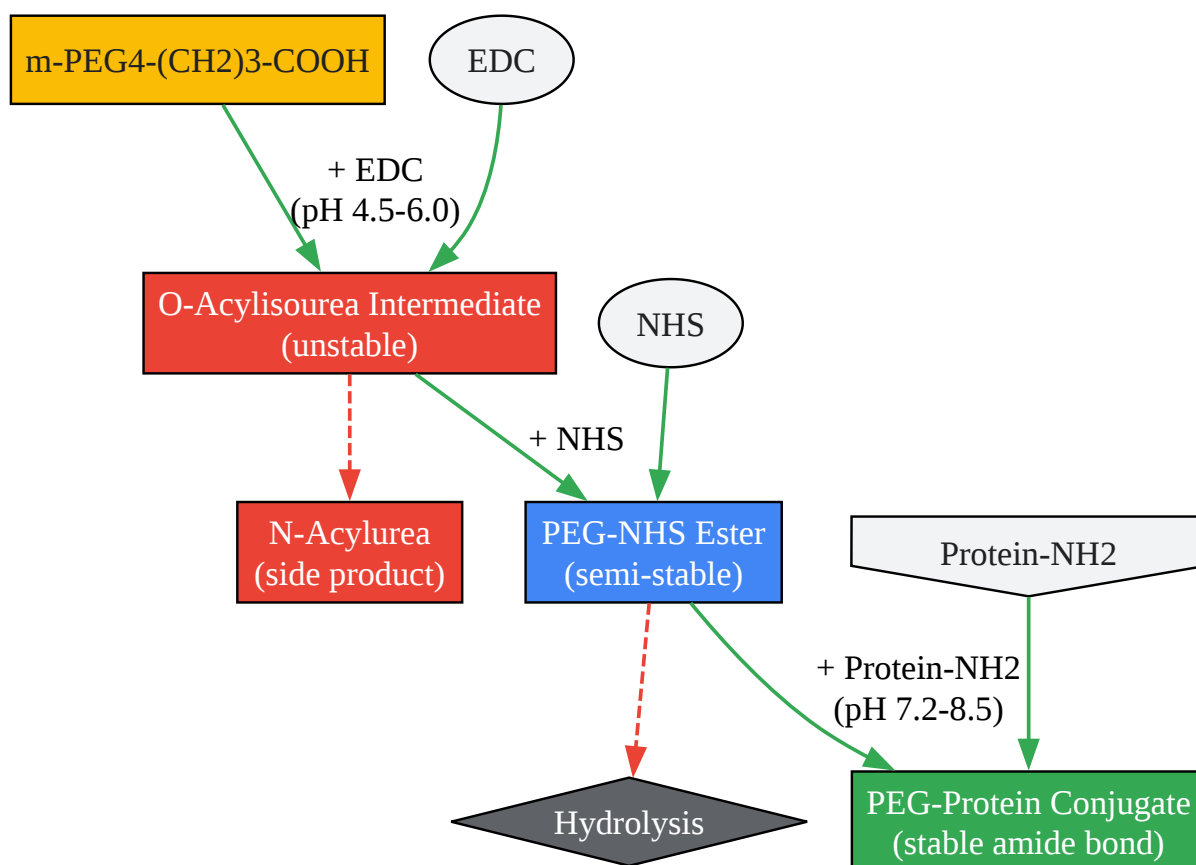 m-PEG4-(CH2)3-COOH
EDC
+ EDC
(pH 4.5-6.0)
O-Acylisourea Intermediate
(unstable)
NHS
+ NHS
N-Acylurea
(side product)
PEG-NHS Ester
(semi-stable)
Protein-NH2
+ Protein-NH2
(pH 7.2-8.5)
Hydrolysis
PEG-Protein Conjugate
(stable amide bond)